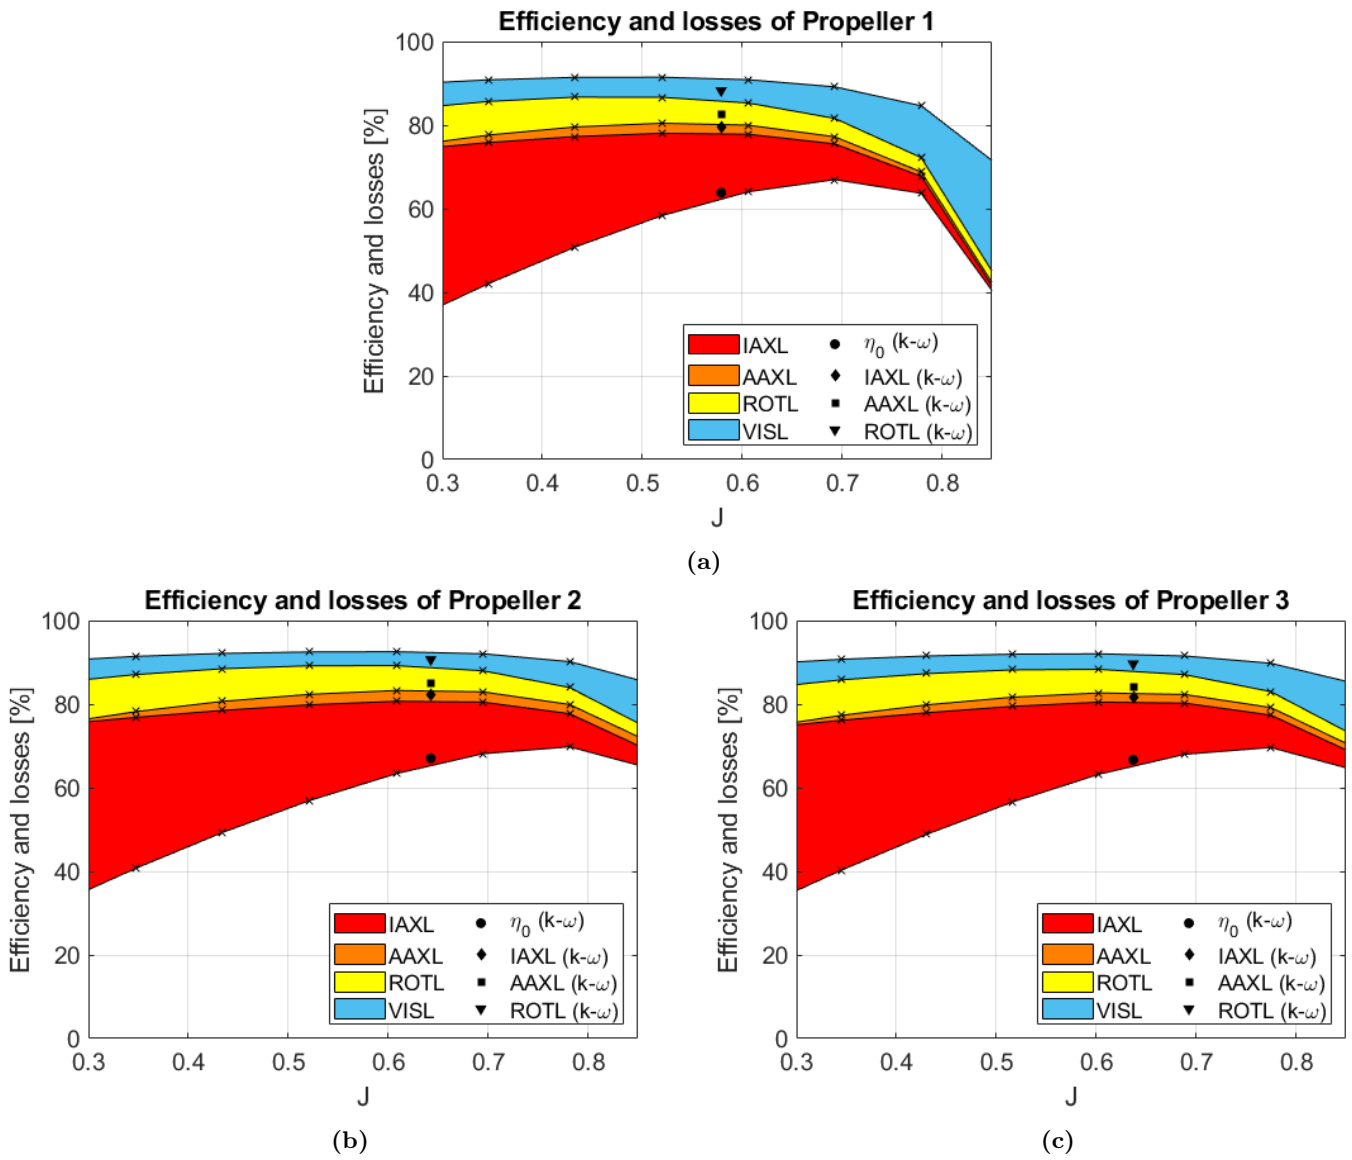 Efficiency and losses of Propeller 1
Efficiency and losses [%]
100
80
60
40
20
0
0.3 0.4 0.5 0.6 0.7 0.8
J
IAXL
AAXL
ROTL
VISL
η0 (k-ω)
IAXL (k-ω)
AAXL (k-ω)
ROTL (k-ω)
(a)
Efficiency and losses of Propeller 2
Efficiency and losses [%]
100
80
60
40
20
0
0.3 0.4 0.5 0.6 0.7 0.8
J
IAXL
AAXL
ROTL
VISL
η0 (k-ω)
IAXL (k-ω)
AAXL (k-ω)
ROTL (k-ω)
(b)
Efficiency and losses of Propeller 3
Efficiency and losses [%]
100
80
60
40
20
0
0.3 0.4 0.5 0.6 0.7 0.8
J
IAXL
AAXL
ROTL
VISL
η0 (k-ω)
IAXL (k-ω)
AAXL (k-ω)
ROTL (k-ω)
(c)